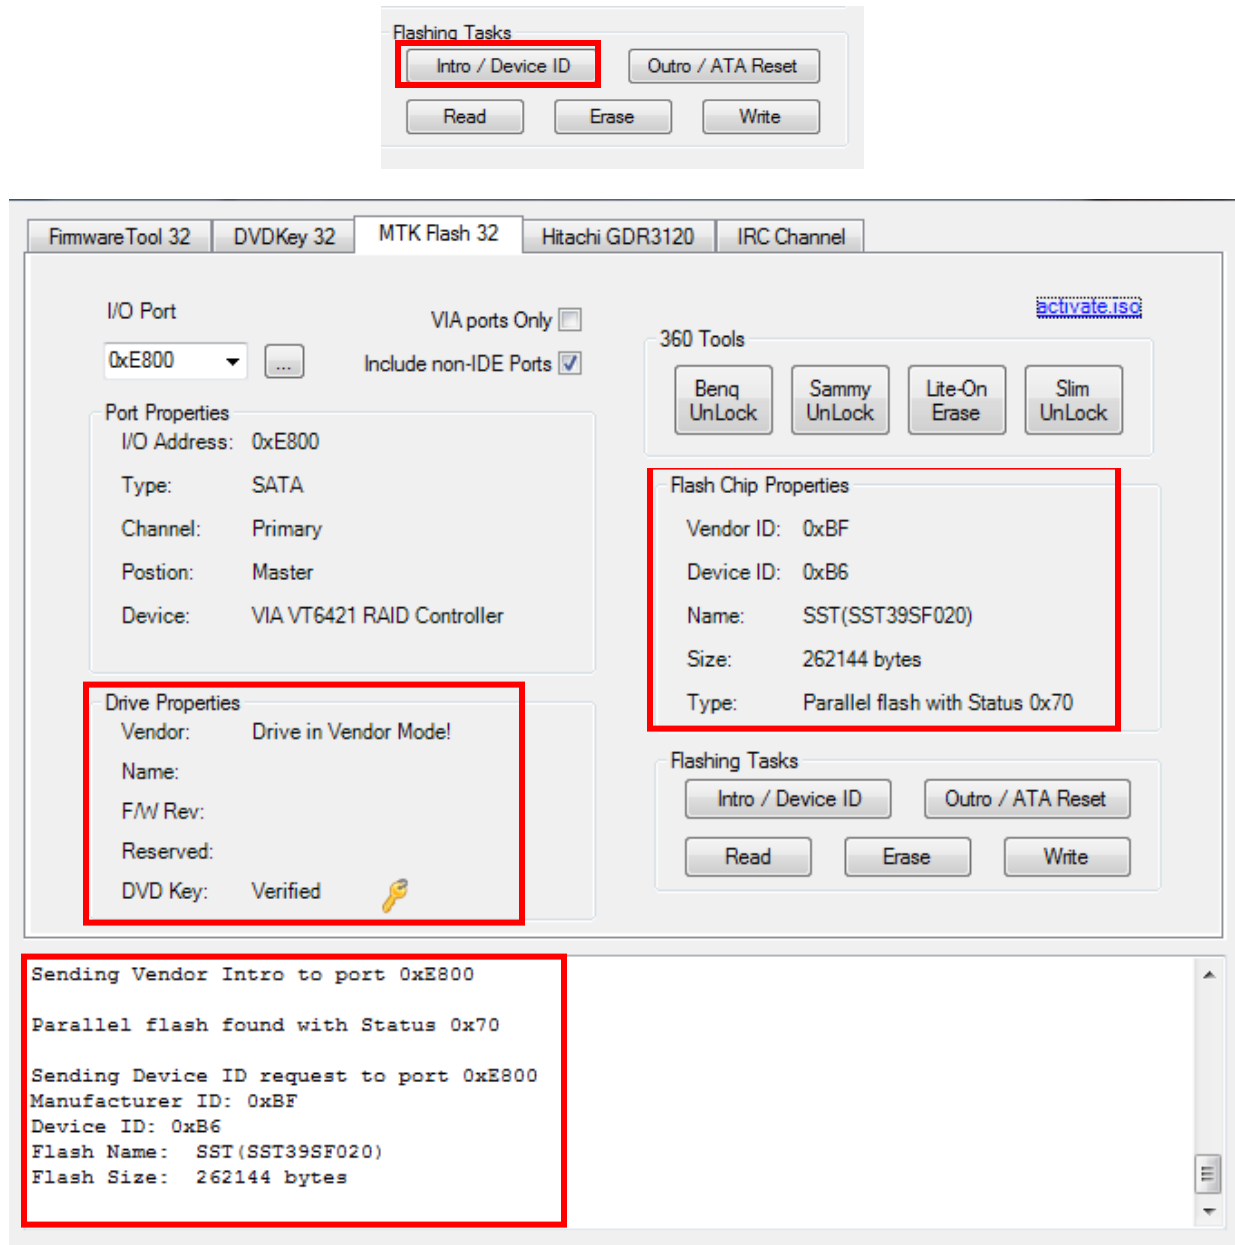 Flashing Tasks
Intro / Device ID
Outro / ATA Reset
Read
Erase
Write
FirmwareTool 32
DVDKey 32
MTK Flash 32
Hitachi GDR3120
IRC Channel
I/O Port
VIA ports Only
activate.iso
0xE800
...
Include non-IDE Ports
360 Tools
Benq
UnLock
Sammy
UnLock
Lite-On
Erase
Slim
UnLock
Port Properties
I/O Address: 0xE800
Type: SATA
Channel: Primary
Postion: Master
Device: VIA VT6421 RAID Controller
Flash Chip Properties
Vendor ID: 0xBF
Device ID: 0xB6
Name: SST(SST39SF020)
Size: 262144 bytes
Type: Parallel flash with Status 0x70
Drive Properties
Vendor: Drive in Vendor Mode!
Name:
F/W Rev:
Reserved:
DVD Key: Verified
Flashing Tasks
Intro / Device ID
Outro / ATA Reset
Read
Erase
Write
Sending Vendor Intro to port 0xE800
Parallel flash found with Status 0x70
Sending Device ID request to port 0xE800
Manufacturer ID: 0xBF
Device ID: 0xB6
Flash Name: SST(SST39SF020)
Flash Size: 262144 bytes